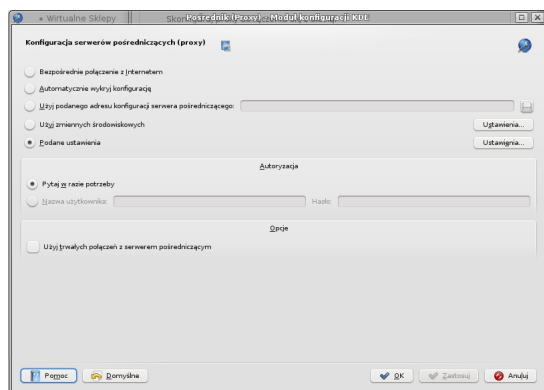 Wirtualne Sklepy
Pośrednik (Proxy) - Moduł konfiguracji KDE
Konfiguracja serwerów pośredniczących (proxy)
Bezpośrednie połączenie z Internetem
Automatycznie wykryj konfigurację
Użyj podanego adresu konfiguracji serwera pośredniczącego:
Użyj zmiennych środowiskowych Ustawienia...
Podane ustawienia Ustawienia...
Autoryzacja
Pytaj w razie potrzeby
Nazwa użytkownika: Hasło:
Opcje
Użyj trwałych połączeń z serwerem pośredniczącym
Pomoc Domyślne OK Zastosuj Anuluj